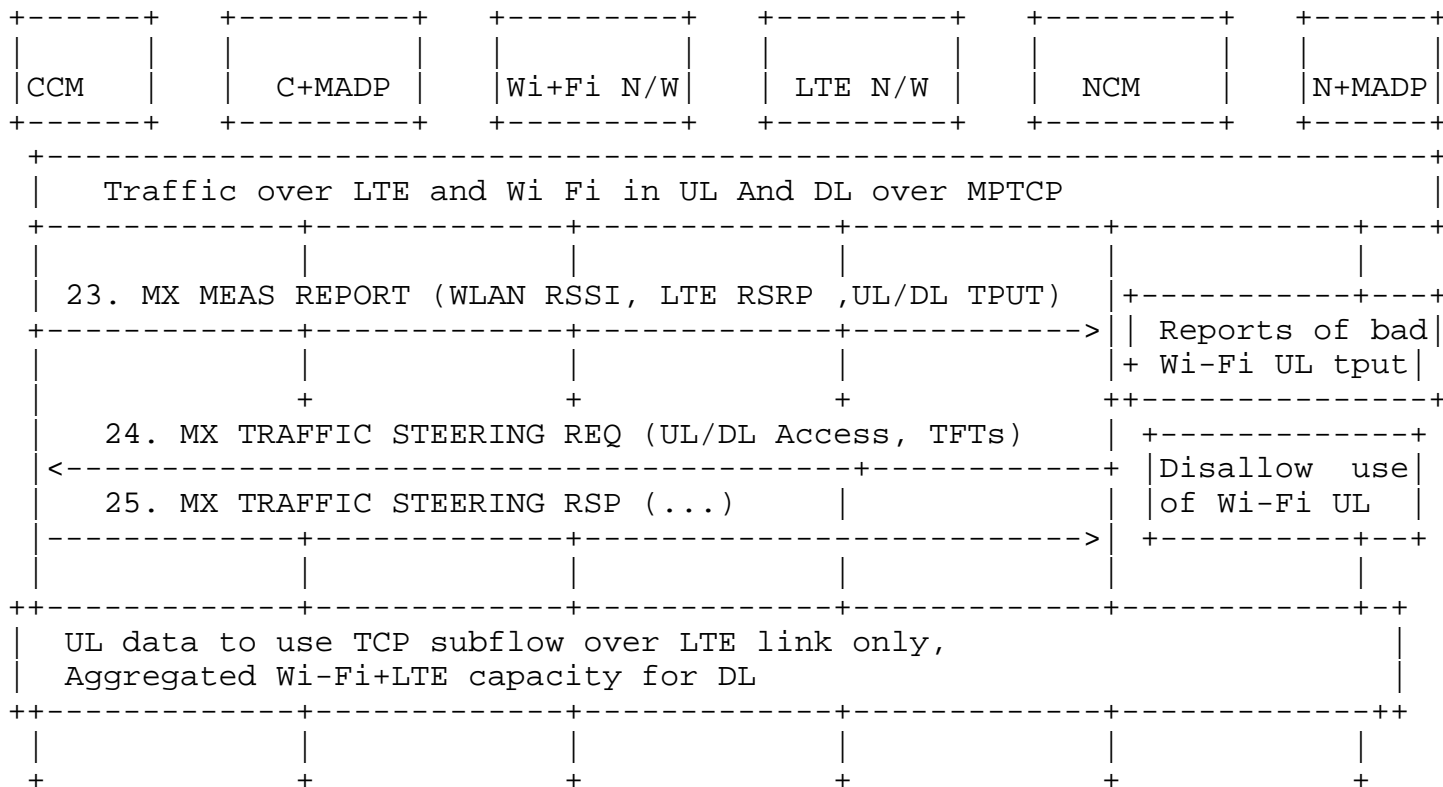 CCM C+MADP Wi+Fi N/W LTE N/W NCM N+MADP
Traffic over LTE and Wi Fi in UL And DL over MPTCP
23. MX MEAS REPORT (WLAN RSSI, LTE RSRP ,UL/DL TPUT)
Reports of bad
Wi-Fi UL tput
24. MX TRAFFIC STEERING REQ (UL/DL Access, TFTs)
Disallow use
25. MX TRAFFIC STEERING RSP (...)
of Wi-Fi UL
UL data to use TCP subflow over LTE link only,
Aggregated Wi-Fi+LTE capacity for DL